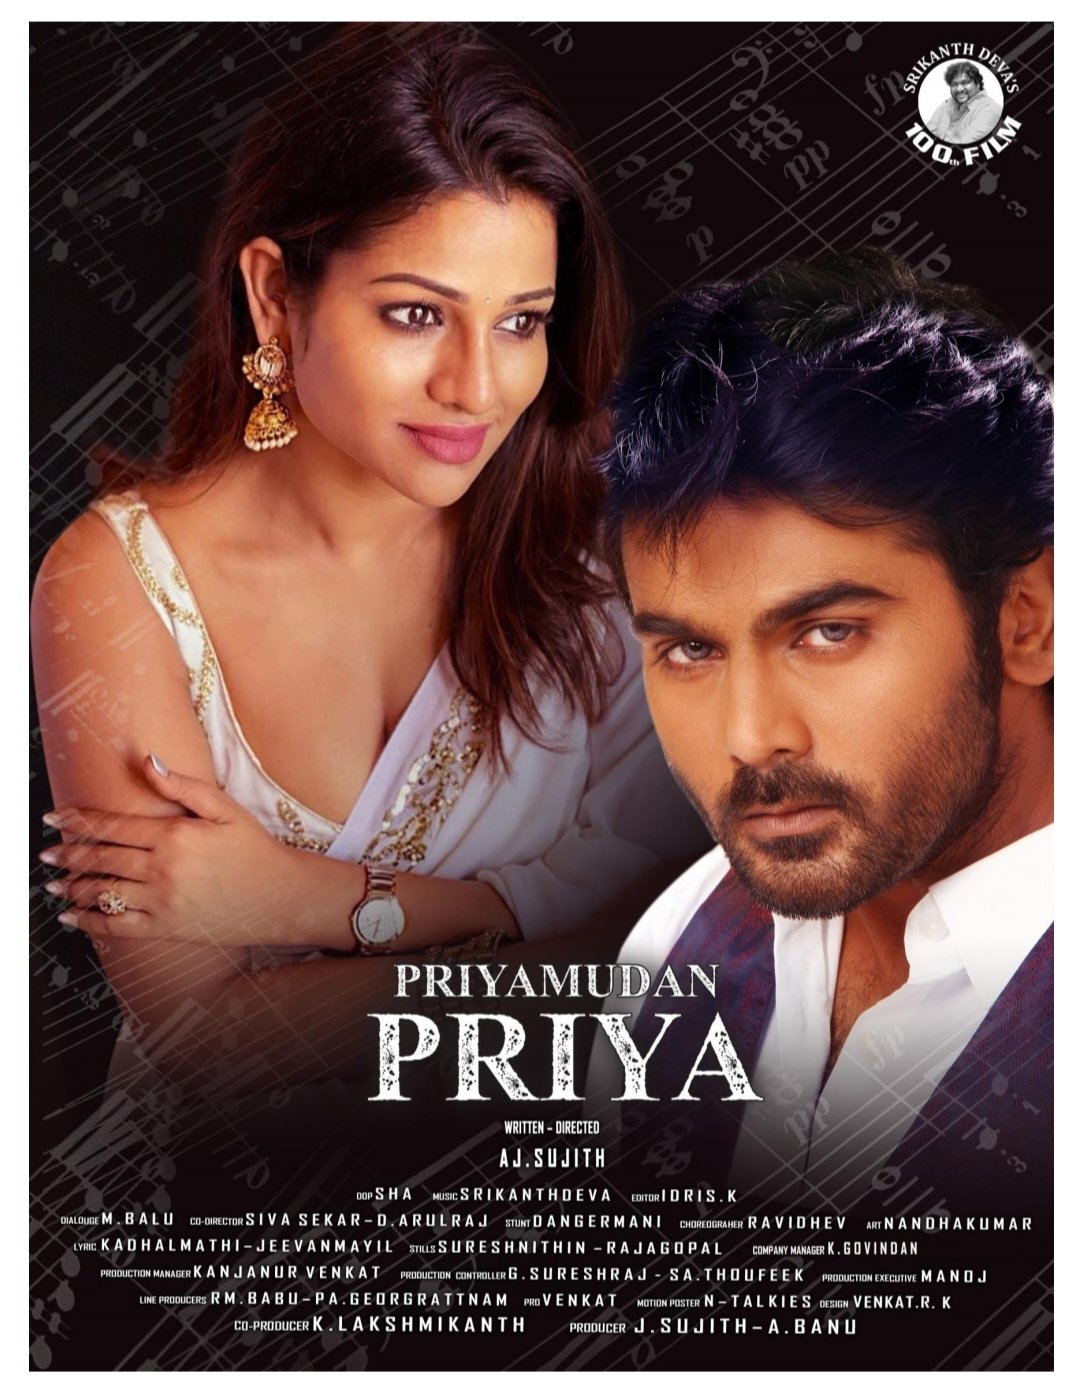 SRIKANTH DEVA'S
100th FILM
PRIYAMUDAN
PRIYA
WRITTEN - DIRECTED
AJ.SUJITH
DOP SHA MUSIC SRIKANTHDEVA EDITOR IDRIS.K
DIALOUGE M.BALU CO-DIRECTOR SIVA SEKAR-D.ARULRAJ STUNT DANGERMANI CHOREOGRAHER RAVIDHEV ART NANDHAKUMAR
LYRIC KADHALMATHI-JEEVANMAYIL STILLS SURESHNITHIN -RAJAGOPAL COMPANY MANAGER K.GOVINDAN
PRODUCTION MANAGER KANJANUR VENKAT PRODUCTION CONTROLLER G.SURESHRAJ - SA.THOUFEEK PRODUCTION EXECUTIVE MANOJ
LINE PRODUCERS RM.BABU-PA.GEORGRATTNAM PRO VENKAT MOTION POSTER N-TALKIES DESIGN VENKAT.R. K
CO-PRODUCER K.LAKSHMIKANTH PRODUCER J.SUJITH-A.BANU